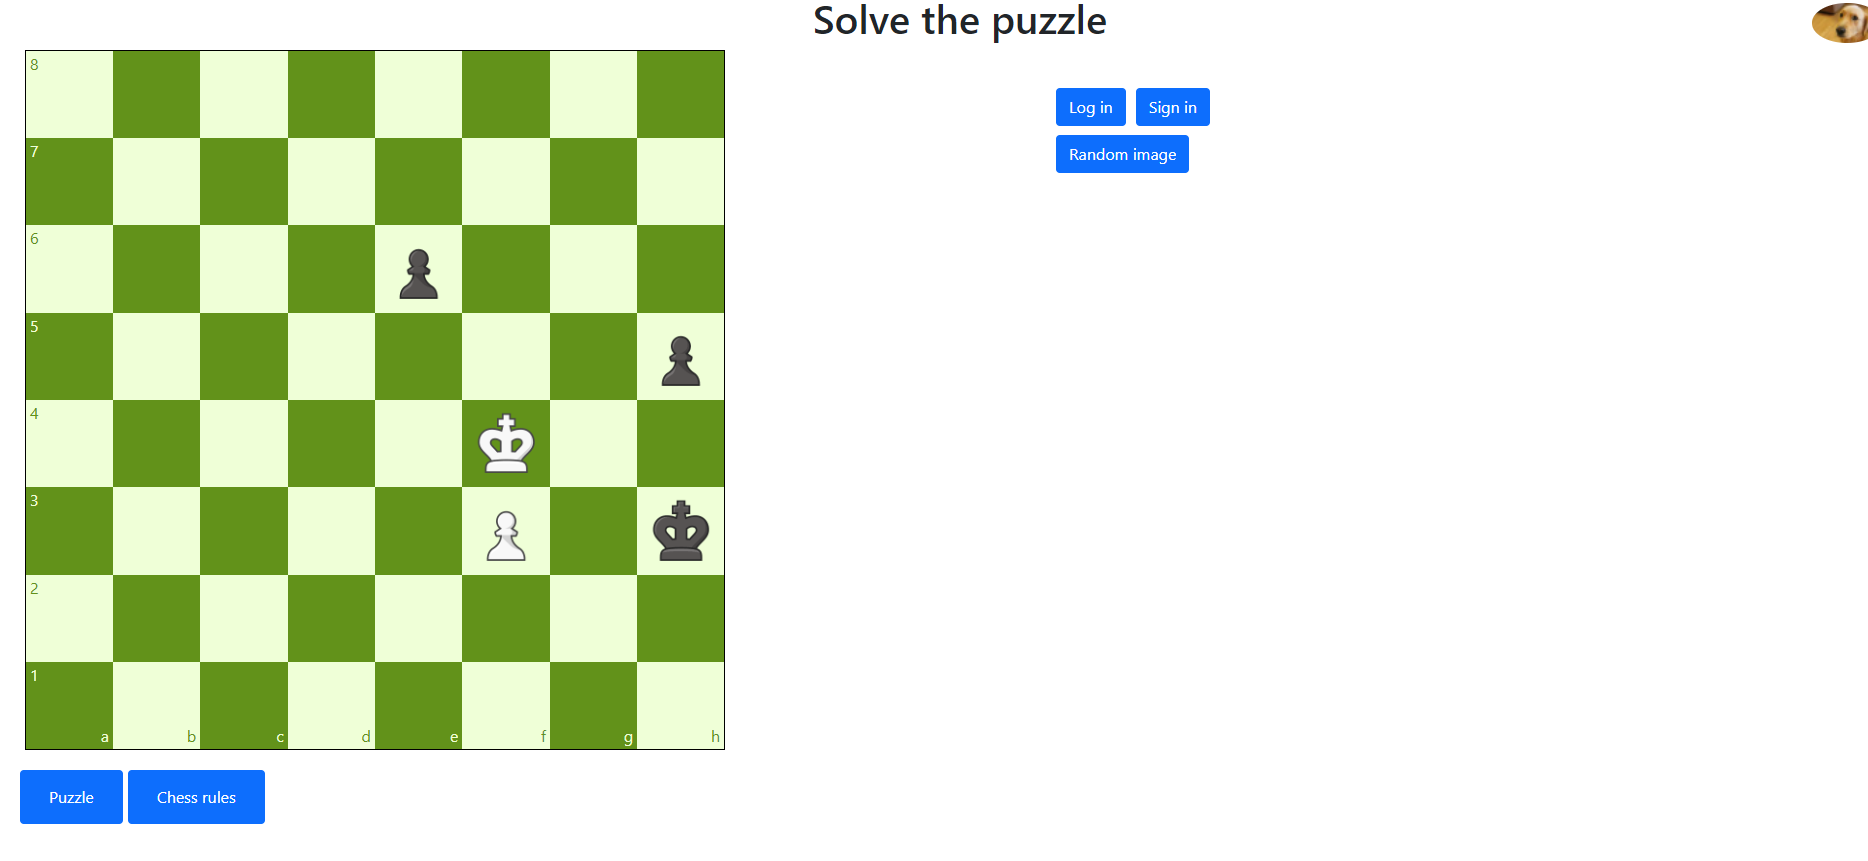 Solve the puzzle
Log in Sign in
Random image
8
7
6
5
4
3
2
1
a b c d e f g h
Puzzle Chess rules